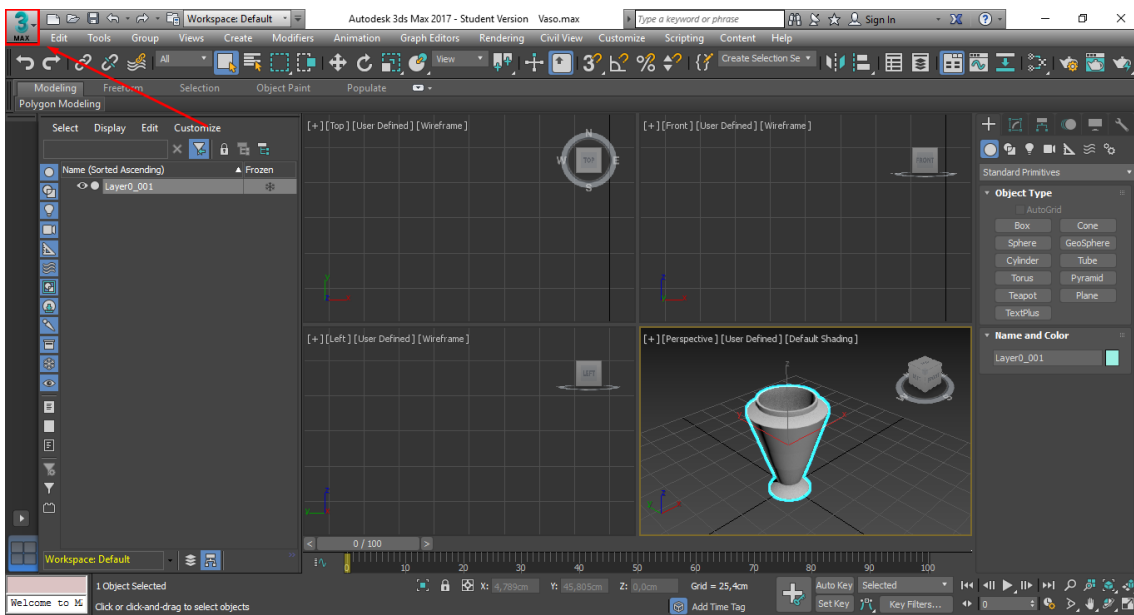 3
MAX
Workspace: Default
Autodesk 3ds Max 2017 - Student Version Vaso.max
Type a keyword or phrase
Sign In
Edit Tools Group Views Create Modifiers Animation Graph Editors Rendering Civil View Customize Scripting Content Help
All
View
Create Selection Se
Modeling Freeform Selection Object Paint Populate
Polygon Modeling
Select Display Edit Customize
Name (Sorted Ascending) Frozen
Layer0_001
[+] [Top] [User Defined] [Wireframe]
N
W TOP E
S
[+] [Front] [User Defined] [Wireframe]
FRONT
y
z x
z
y x
[+] [Left] [User Defined] [Wireframe]
LEFT
z
y
[+] [Perspective] [User Defined] [Default Shading]
z
Standard Primitives
Object Type
AutoGrid
Box Cone
Sphere GeoSphere
Cylinder Tube
Torus Pyramid
Teapot Plane
TextPlus
Name and Color
Layer0_001
< 0 / 100 >
0 10 20 30 40 50 60 70 80 90 100
Workspace: Default
1 Object Selected
Welcome to M
Click or click-and-drag to select objects
X: 4,789cm Y: 45,805cm Z: 0,0cm Grid = 25,4cm
Add Time Tag
Auto Key Selected
Set Key Key Filters...
0